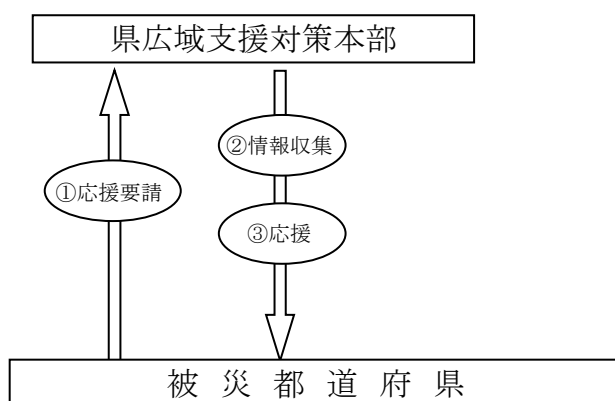 県広域支援対策本部
②情報収集
①応援要請
③応援
被災都道府県